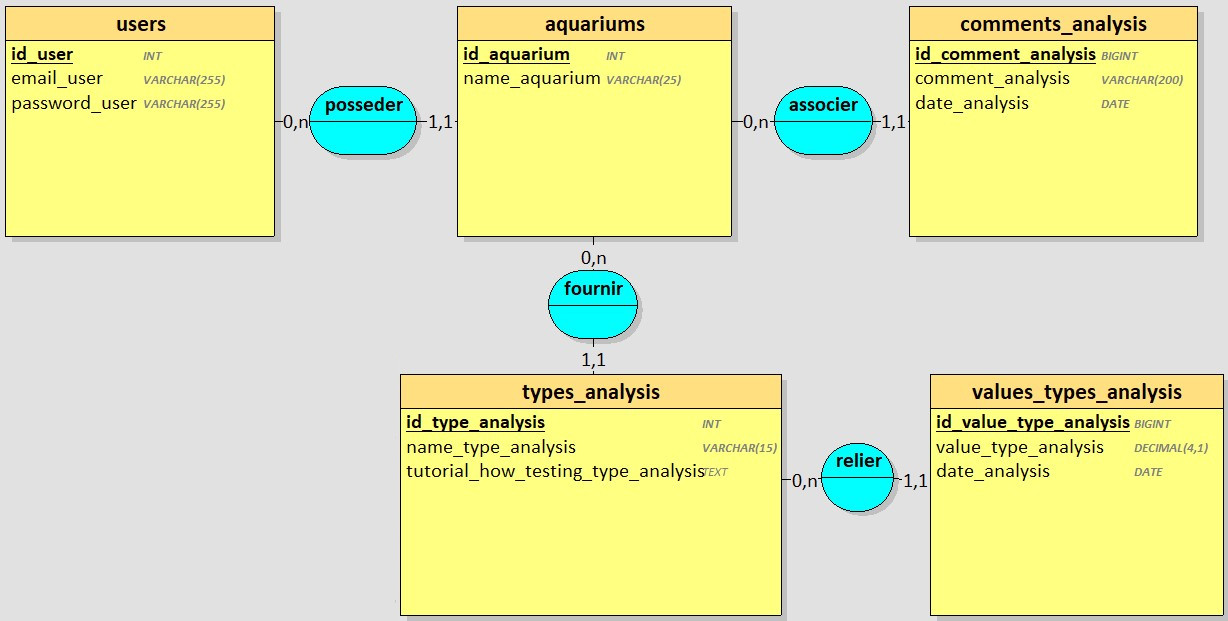 users
id_user INT
email_user VARCHAR(255)
password_user VARCHAR(255)
0,n
posseder
1,1
aquariums
id_aquarium INT
name_aquarium VARCHAR(25)
0,n
associer
1,1
comments_analysis
id_comment_analysis BIGINT
comment_analysis VARCHAR(200)
date_analysis DATE
0,n
fournir
1,1
types_analysis
id_type_analysis INT
name_type_analysis VARCHAR(15)
tutorial_how_testing_type_analysis TEXT
0,n
relier
1,1
values_types_analysis
id_value_type_analysis BIGINT
value_type_analysis DECIMAL(4,1)
date_analysis DATE